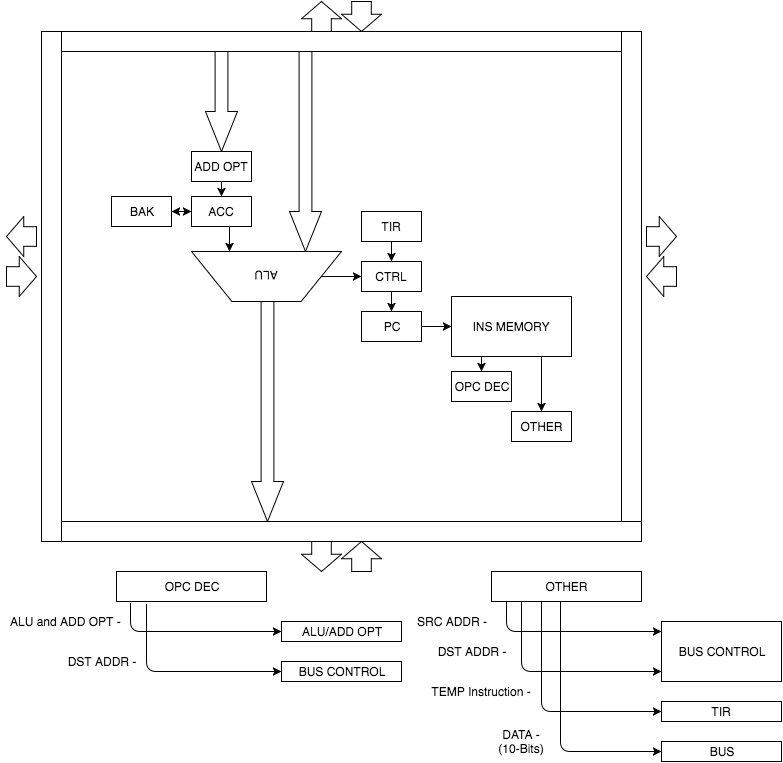 ADD OPT
BAK
ACC
TIR
ALU
CTRL
PC
INS MEMORY
OPC DEC
OTHER
OPC DEC
ALU and ADD OPT -
ALU/ADD OPT
DST ADDR -
BUS CONTROL
OTHER
SRC ADDR -
DST ADDR -
BUS CONTROL
TEMP Instruction -
TIR
DATA -
(10-Bits)
BUS